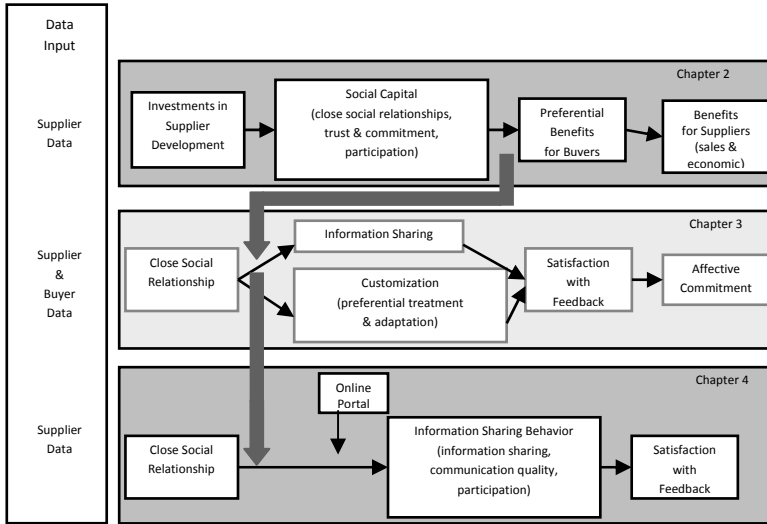 Data
Input
Chapter 2
Supplier
Data
Investments in
Supplier
Development
Social Capital
(close social relationships,
trust & commitment,
participation)
Preferential
Benefits
for Buyers
Benefits
for Suppliers
(sales &
economic)
Chapter 3
Supplier
&
Buyer
Data
Close Social
Relationship
Information Sharing
Customization
(preferential treatment
& adaptation)
Satisfaction
with
Feedback
Affective
Commitment
Chapter 4
Supplier
Data
Online
Portal
Close Social
Relationship
Information Sharing Behavior
(information sharing,
communication quality,
participation)
Satisfaction
with
Feedback